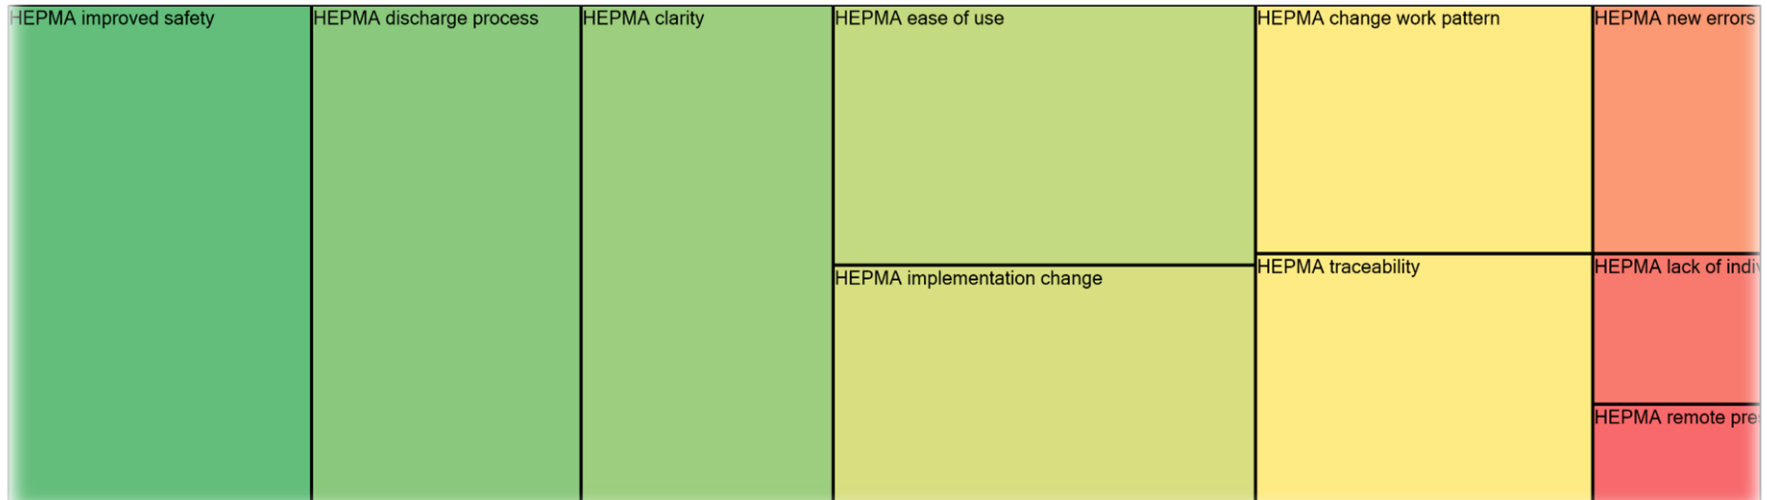 HEPMA improved safety
HEPMA discharge process
HEPMA clarity
HEPMA ease of use
HEPMA implementation change
HEPMA change work pattern
HEPMA traceability
HEPMA new errors
HEPMA lack of
HEPMA remote